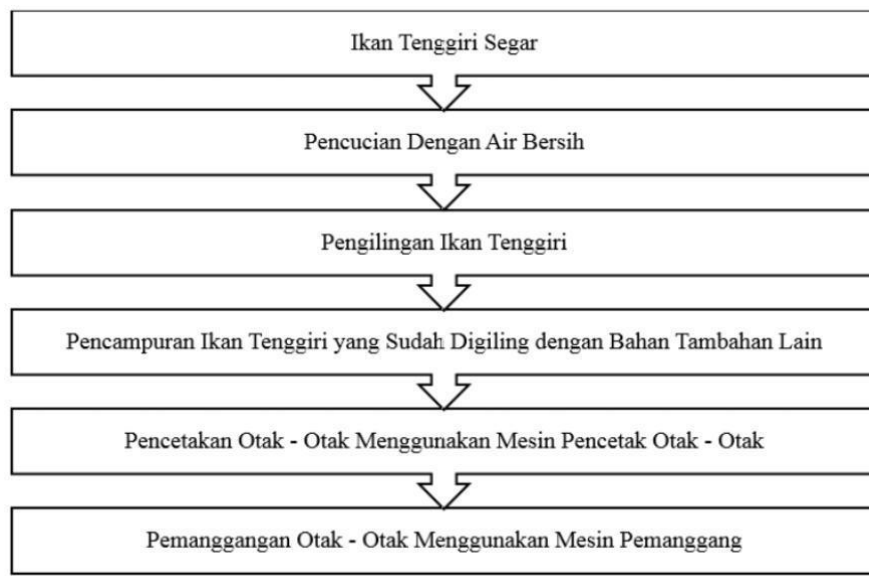 Ikan Tenggiri Segar
Pencucian Dengan Air Bersih
Pengilingan Ikan Tenggiri
Pencampuran Ikan Tenggiri yang Sudah Digiling dengan Bahan Tambahan Lain
Pencetakan Otak - Otak Menggunakan Mesin Pencetak Otak - Otak
Pemanggangan Otak - Otak Menggunakan Mesin Pemanggang